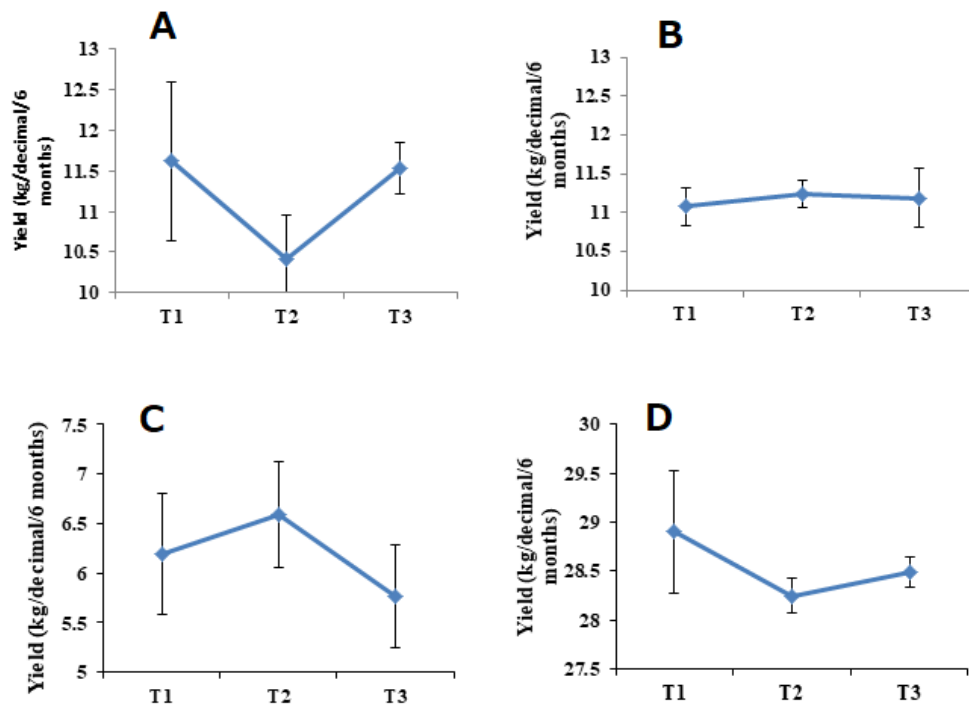 A
Yield (kg/decimal/6
months)
13
12.5
12
11.5
11
10.5
10
T1 T2 T3
B
Yield (kg/decimal/6
months)
13
12.5
12
11.5
11
10.5
10
T1 T2 T3
C
Yield (kg/decimal/6 months)
7.5
7
6.5
6
5.5
5
T1 T2 T3
D
Yield (kg/decimal/6
months)
30
29.5
29
28.5
28
27.5
T1 T2 T3